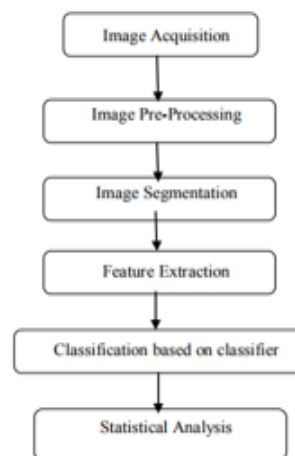 Image Acquisition
Image Pre-Processing
Image Segmentation
Feature Extraction
Classification based on classifier
Statistical Analysis